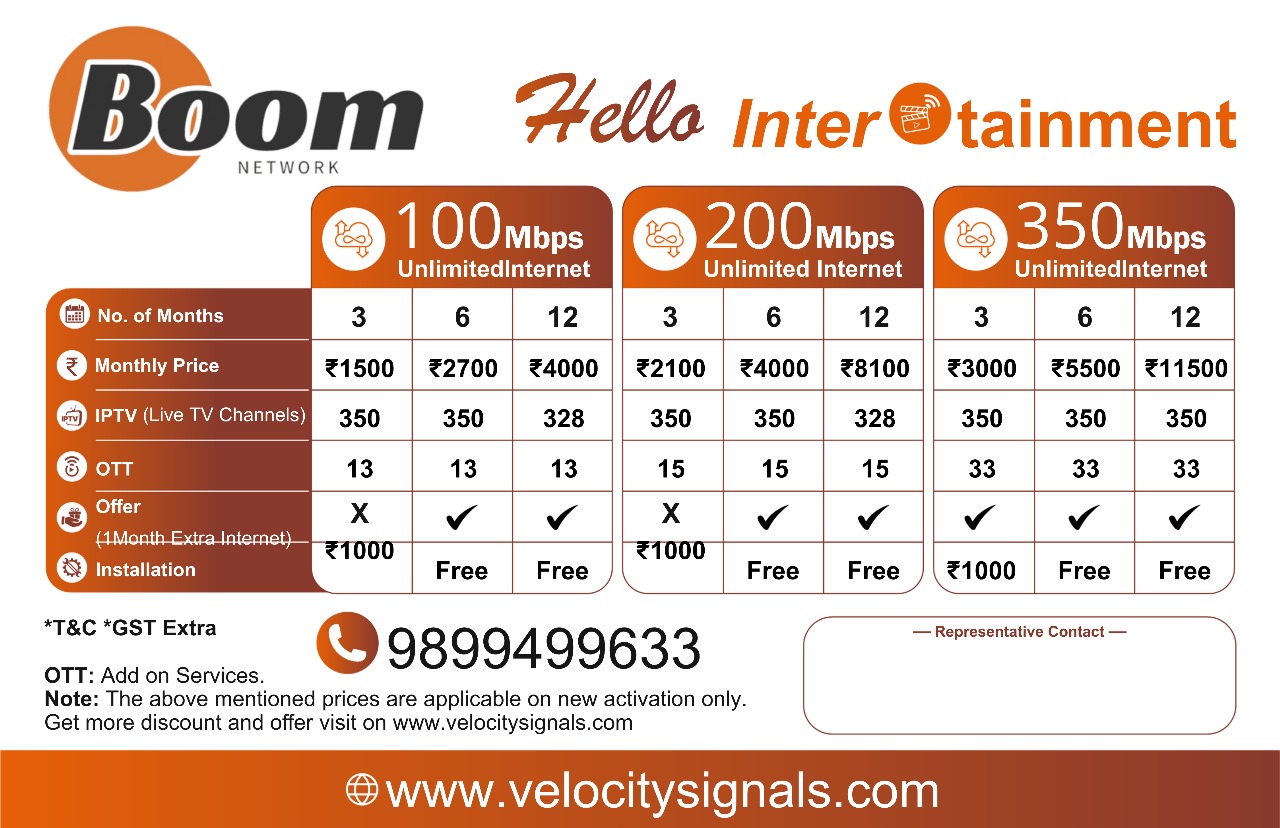 Boom
NETWORK
Hello Inter tainment
100Mbps
UnlimitedInternet
200Mbps
Unlimited Internet
350Mbps
UnlimitedInternet
No. of Months 3 6 12 3 6 12 3 6 12
Monthly Price ₹1500 ₹2700 ₹4000 ₹2100 ₹4000 ₹8100 ₹3000 ₹5500 ₹11500
IPTV IPTV (Live TV Channels) 350 350 328 350 350 328 350 350 350
OTT 13 13 13 15 15 15 33 33 33
Offer X ✓ ✓ X ✓ ✓ ✓ ✓ ✓
(1Month Extra Internet)
Installation ₹1000 Free Free ₹1000 Free Free ₹1000 Free Free
*T&C *GST Extra
9899499633
Representative Contact
OTT: Add on Services.
Note: The above mentioned prices are applicable on new activation only.
Get more discount and offer visit on www.velocitysignals.com
www.velocitysignals.com